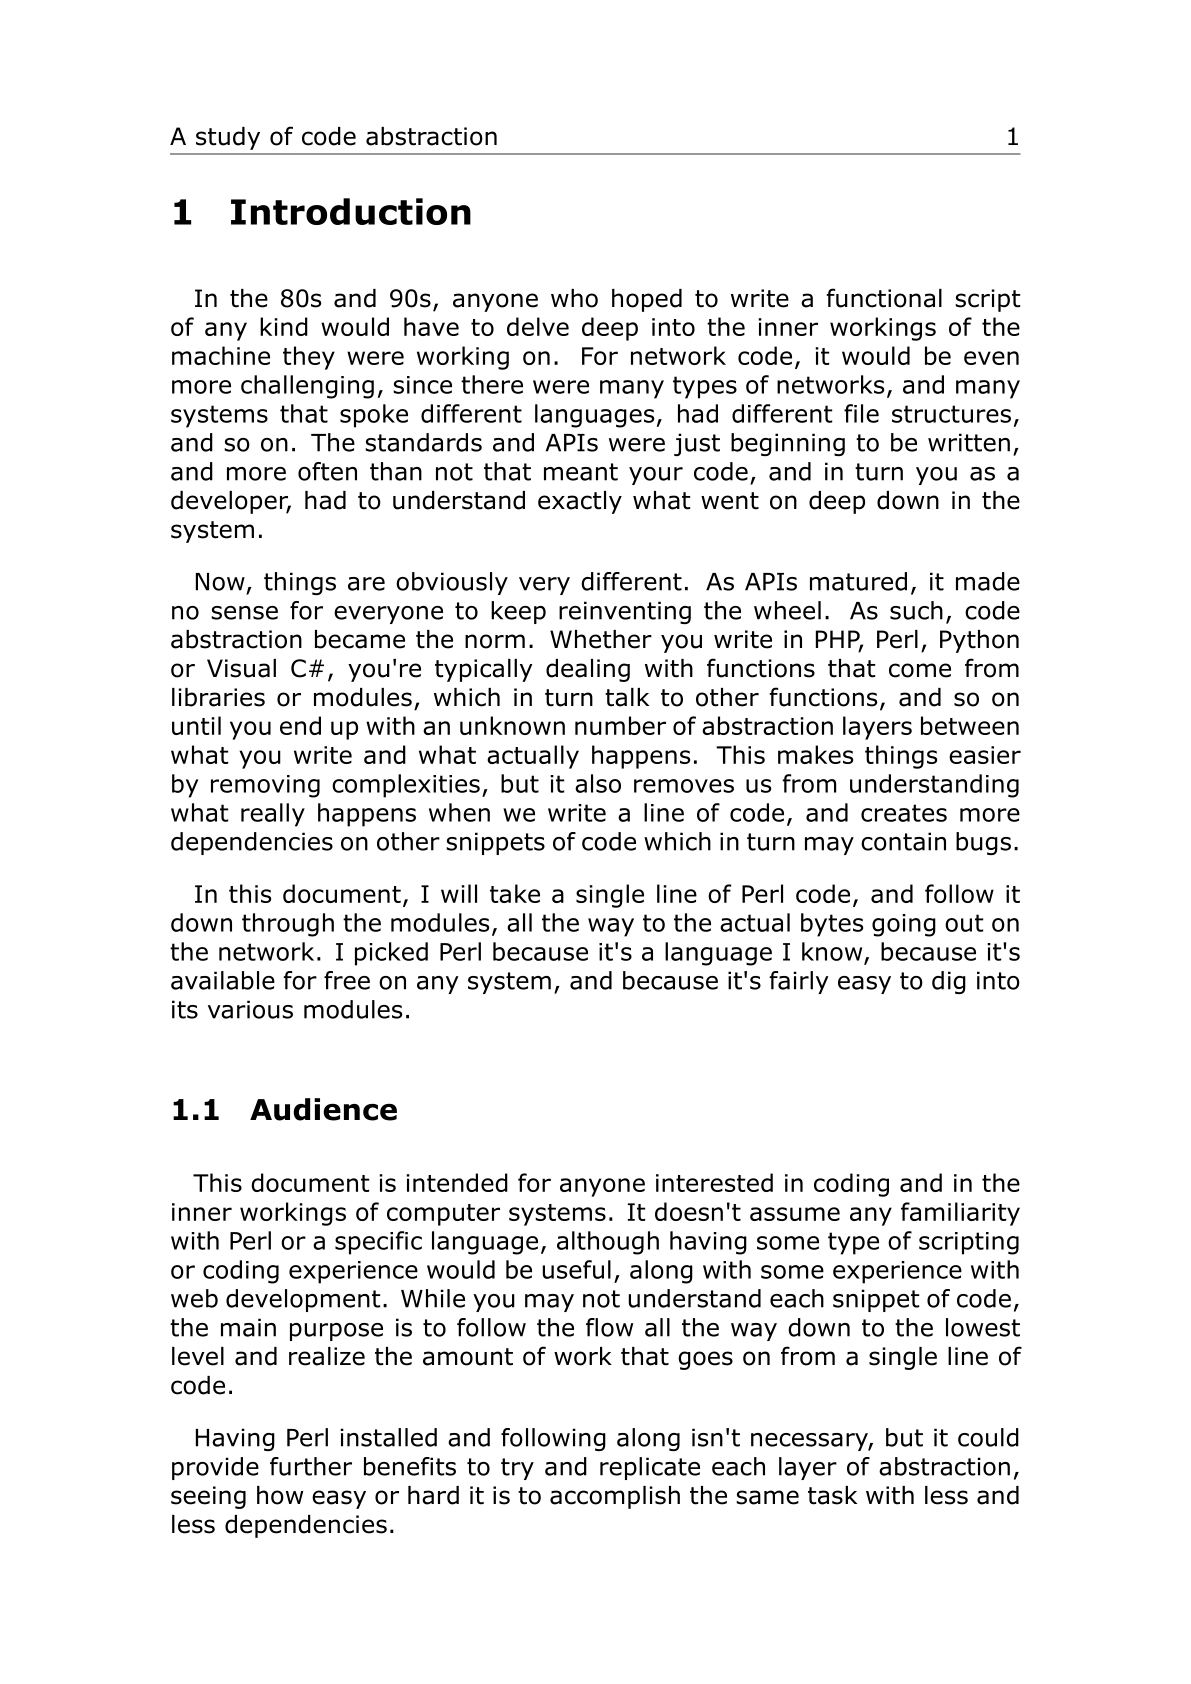 A study of code abstraction 1
1 Introduction
In the 80s and 90s, anyone who hoped to write a functional script
of any kind would have to delve deep into the inner workings of the
machine they were working on. For network code, it would be even
more challenging, since there were many types of networks, and many
systems that spoke different languages, had different file structures,
and so on. The standards and APIs were just beginning to be written,
and more often than not that meant your code, and in turn you as a
developer, had to understand exactly what went on deep down in the
system.
Now, things are obviously very different. As APIs matured, it made
no sense for everyone to keep reinventing the wheel. As such, code
abstraction became the norm. Whether you write in PHP, Perl, Python
or Visual C#, you're typically dealing with functions that come from
libraries or modules, which in turn talk to other functions, and so on
until you end up with an unknown number of abstraction layers between
what you write and what actually happens. This makes things easier
by removing complexities, but it also removes us from understanding
what really happens when we write a line of code, and creates more
dependencies on other snippets of code which in turn may contain bugs.
In this document, I will take a single line of Perl code, and follow it
down through the modules, all the way to the actual bytes going out on
the network. I picked Perl because it's a language I know, because it's
available for free on any system, and because it's fairly easy to dig into
its various modules.
1.1 Audience
This document is intended for anyone interested in coding and in the
inner workings of computer systems. It doesn't assume any familiarity
with Perl or a specific language, although having some type of scripting
or coding experience would be useful, along with some experience with
web development. While you may not understand each snippet of code,
the main purpose is to follow the flow all the way down to the lowest
level and realize the amount of work that goes on from a single line of
code.
Having Perl installed and following along isn't necessary, but it could
provide further benefits to try and replicate each layer of abstraction,
seeing how easy or hard it is to accomplish the same task with less and
less dependencies.